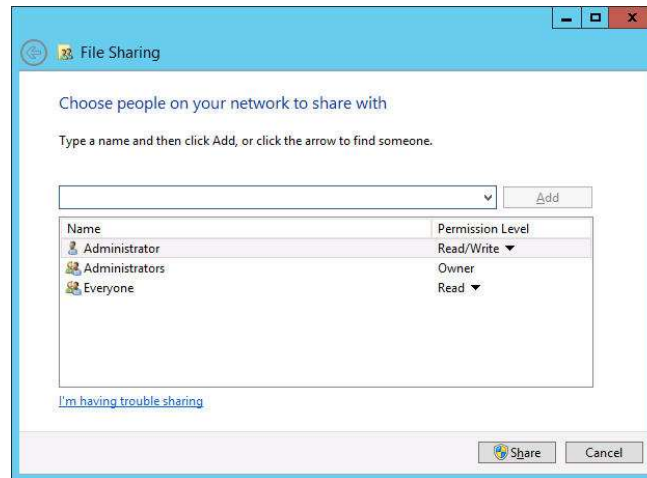 File Sharing
Choose people on your network to share with
Type a name and then click Add, or click the arrow to find someone.
Add
Name Permission Level
Administrator Read/Write
Administrators Owner
Everyone Read
I'm having trouble sharing
Share Cancel